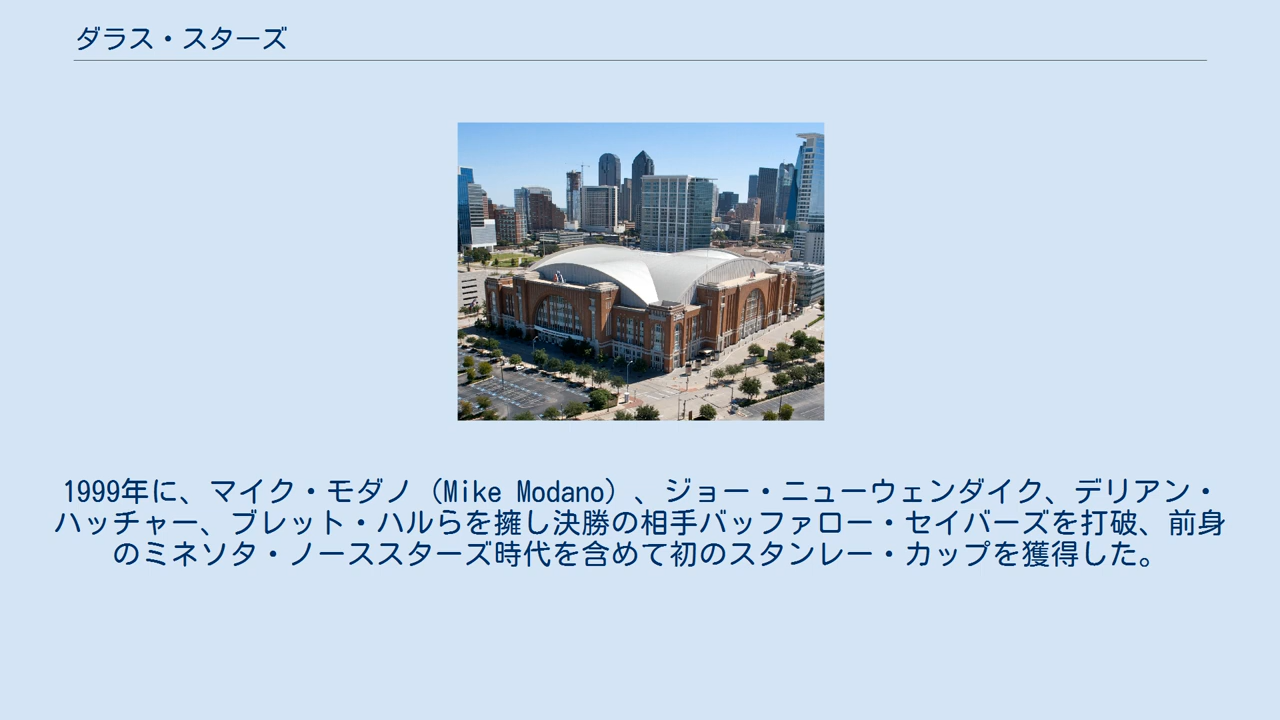 ダラス・スターズ
1999年に、マイク・モダノ（Mike Modano）、ジョー・ニューウェンダイク、デリアン・
ハッチャー、ブレット・ハルらを擁し決勝の相手バッファロー・セイバーズを打破、前身
のミネソタ・ノーススターズ時代を含めて初のスタンレー・カップを獲得した。